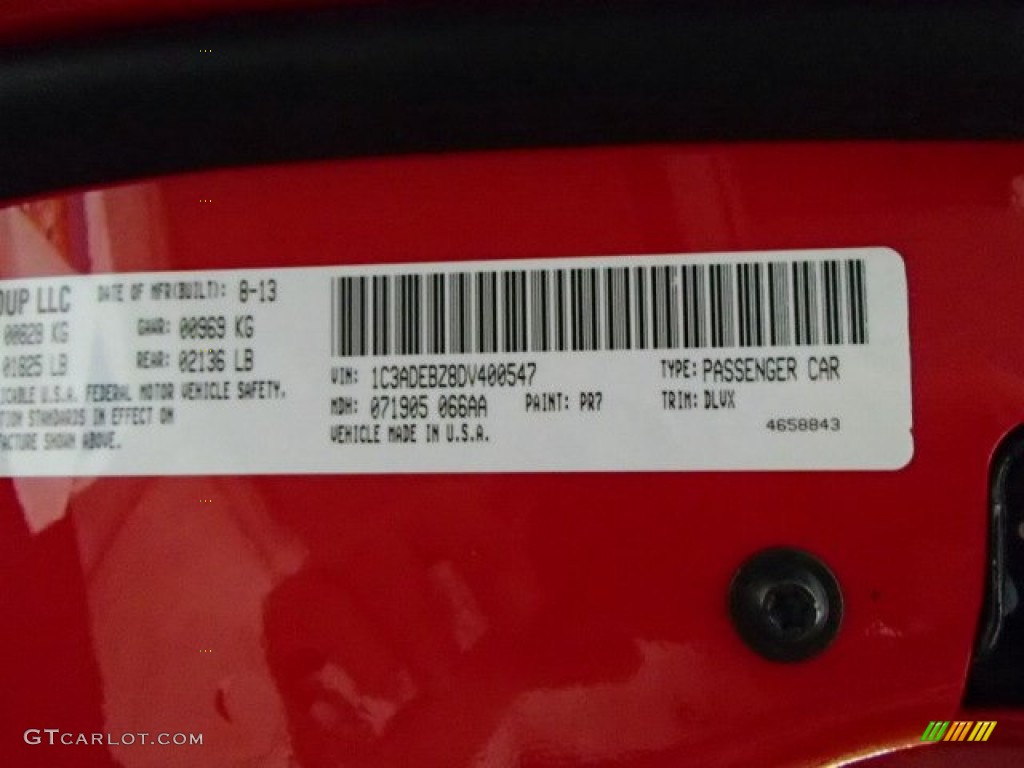 OUP LLC DATE OF MFR(BUILT): 8-13
00828 KG GAWR: 00969 KG
01825 LB REAR: 02136 LB
ICABLE U.S.A. FEDERAL MOTOR VEHICLE SAFETY,
TION STANDARDS IN EFFECT ON
FACTURE SHOWN ABOVE.
VIN: 1C3ADEBZ8DV400547 TYPE: PASSENGER CAR
MDH: 071905 066AA PAINT: PR7 TRIM: DLVX
VEHICLE MADE IN U.S.A.
4658843
GTCARLOT.COM